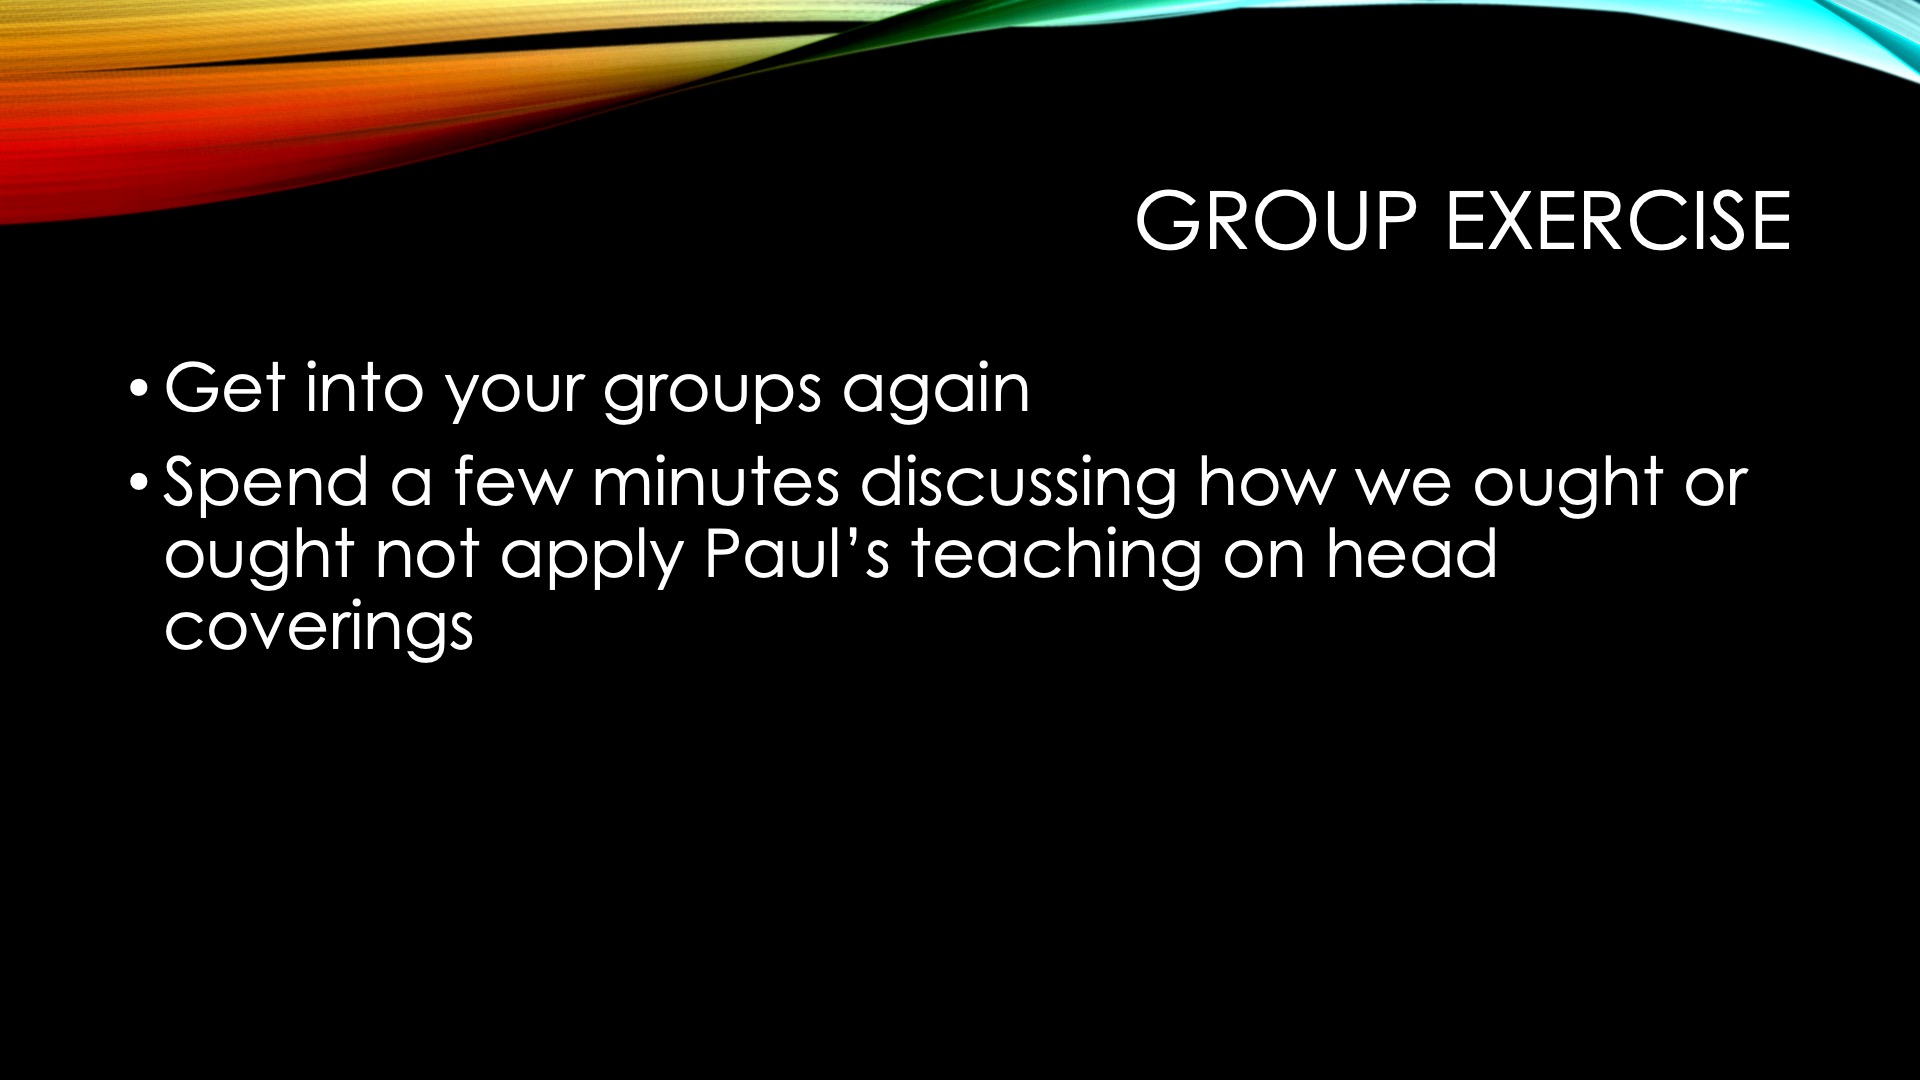 GROUP EXERCISE
• Get into your groups again
• Spend a few minutes discussing how we ought or
ought not apply Paul’s teaching on head
coverings